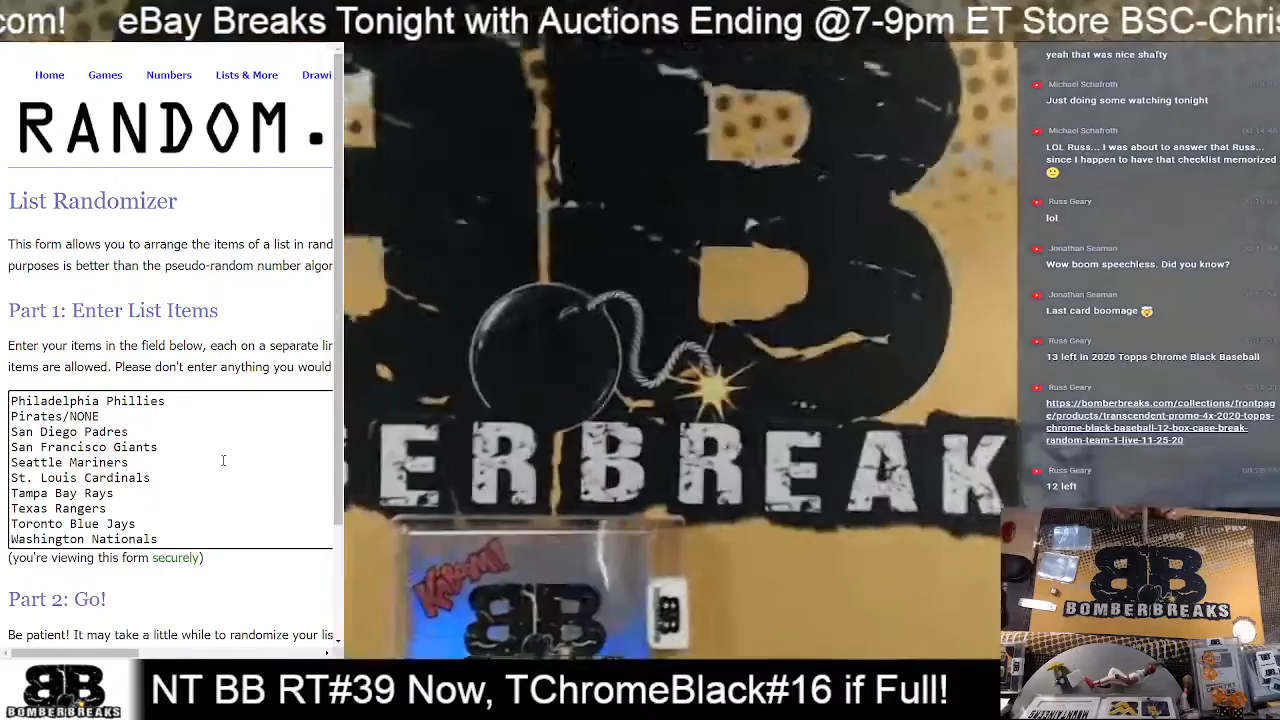 com! eBay Breaks Tonight with Auctions Ending @7-9pm ET Store BSC-Chris
Home Games Numbers Lists & More Drawi
RANDOM.
List Randomizer
This form allows you to arrange the items of a list in rand
purposes is better than the pseudo-random number algor
Part 1: Enter List Items
Enter your items in the field below, each on a separate lin
items are allowed. Please don't enter anything you would
Philadelphia Phillies
Pirates/NONE
San Diego Padres
San Francisco Giants
Seattle Mariners
St. Louis Cardinals
Tampa Bay Rays
Texas Rangers
Toronto Blue Jays
Washington Nationals
(you're viewing this form securely)
Part 2: Go!
Be patient! It may take a little while to randomize your lis
BB
ERBREAK
BB
yeah that was nice shafty
Michael Schafroth
Just doing some watching tonight
Michael Schafroth
LOL Russ... I was about to answer that Russ...
since I happen to have that checklist memorized
🙂
Russ Geary
lol
Jonathan Seaman
Wow boom speechless. Did you know?
Jonathan Seaman
Last card boomage 🤯
Russ Geary
13 left in 2020 Topps Chrome Black Baseball
Russ Geary
https://bomberbreaks.com/collections/frontpag
e/products/transcendent-promo-4x-2020-topps-
chrome-black-baseball-12-box-case-break-
random-team-1-live-11-25-20
Russ Geary
12 left
BB
BOMBERBREAKS
BB
BOMBERBREAKS
NT BB RT#39 Now, TChromeBlack#16 if Full!